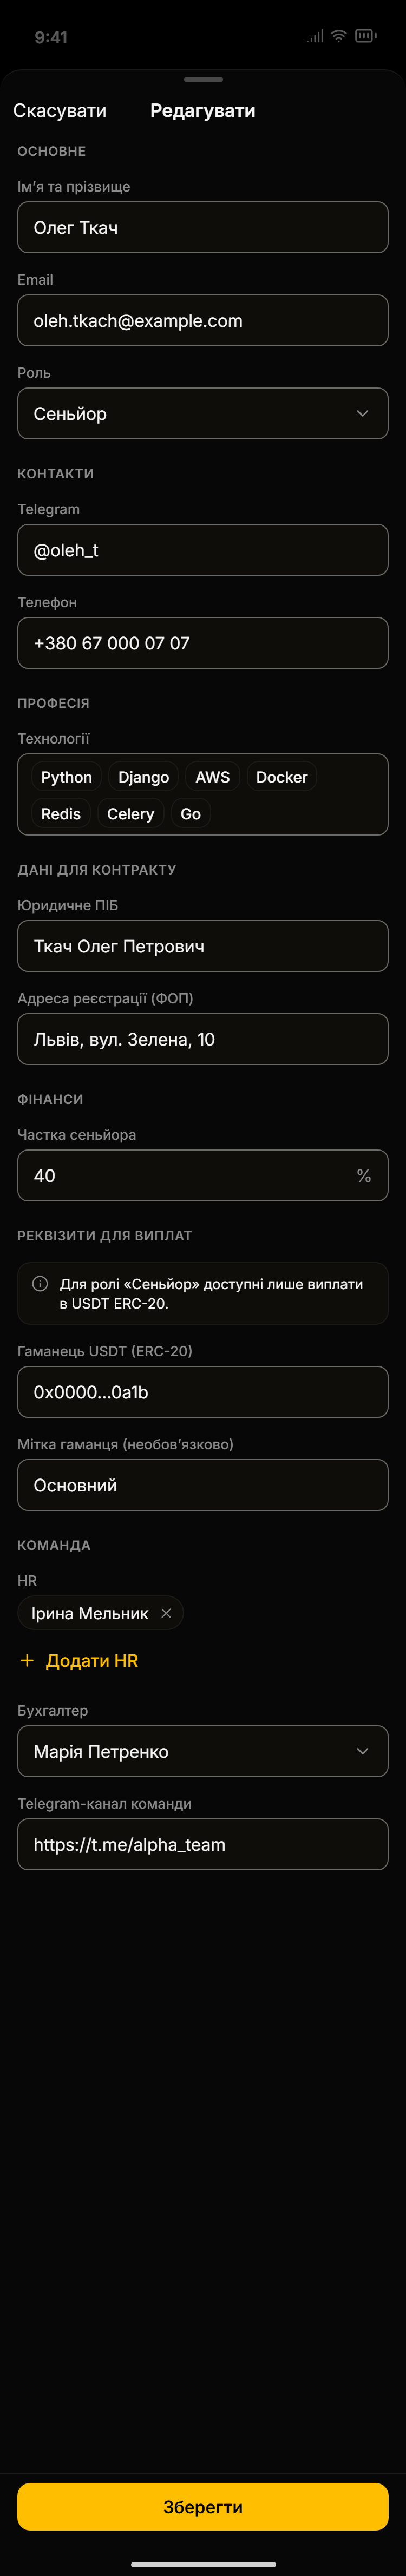 9:41
Скасувати
Редагувати
ОСНОВНЕ
Ім’я та прізвище
Олег Ткач
Email
oleh.tkach@example.com
Роль
Сеньйор
КОНТАКТИ
Telegram
@oleh_t
Телефон
+380 67 000 07 07
ПРОФЕСІЯ
Технології
Python Django AWS Docker
Redis Celery Go
ДАНІ ДЛЯ КОНТРАКТУ
Юридичне ПІБ
Ткач Олег Петрович
Адреса реєстрації (ФОП)
Львів, вул. Зелена, 10
ФІНАНСИ
Частка сеньйора
40 %
РЕКВІЗИТИ ДЛЯ ВИПЛАТ
Для ролі «Сеньйор» доступні лише виплати
в USDT ERC-20.
Гаманець USDT (ERC-20)
0x0000...0a1b
Мітка гаманця (необов’язково)
Основний
КОМАНДА
HR
Ірина Мельник
Додати HR
Бухгалтер
Марія Петренко
Telegram-канал команди
https://t.me/alpha_team
Зберегти